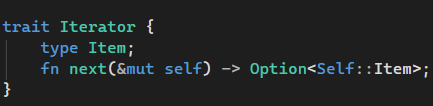 trait Iterator {
    type Item;
    fn next(&mut self) -> Option<Self::Item>;
}